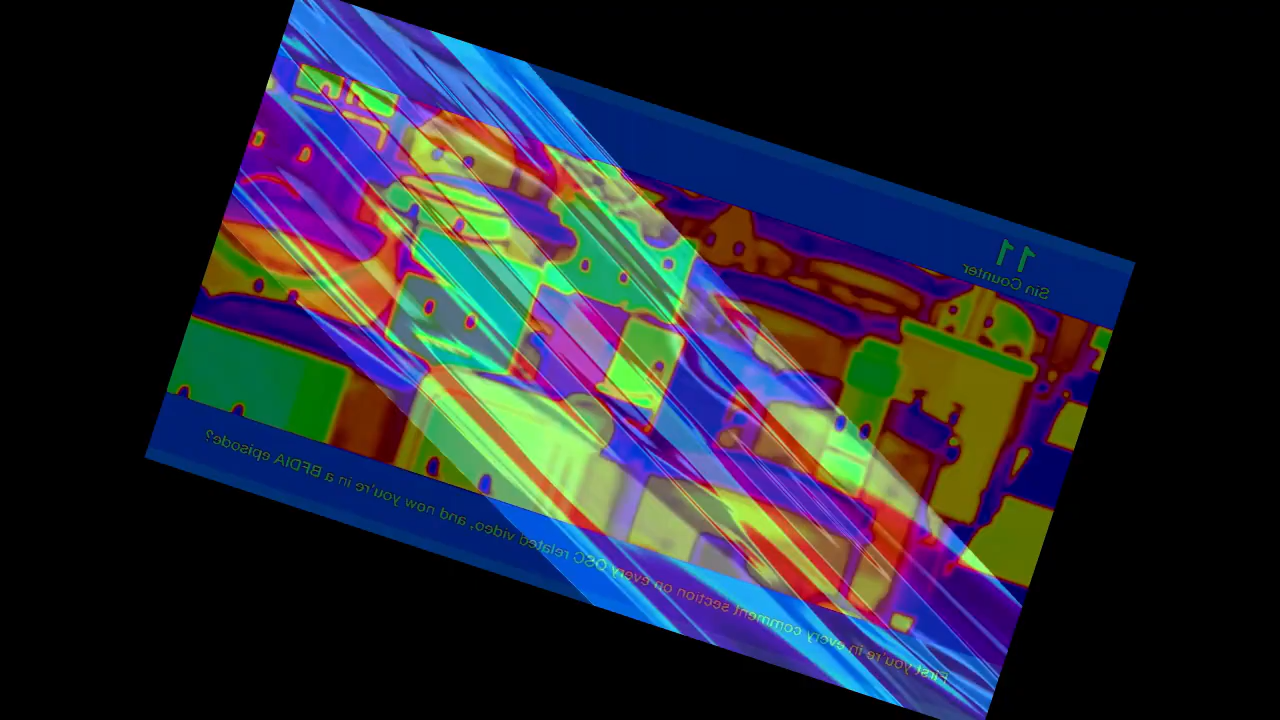 11
Sin Counter
First you're in every comment section on every OSC related video, and now you're in a BFDIA episode?